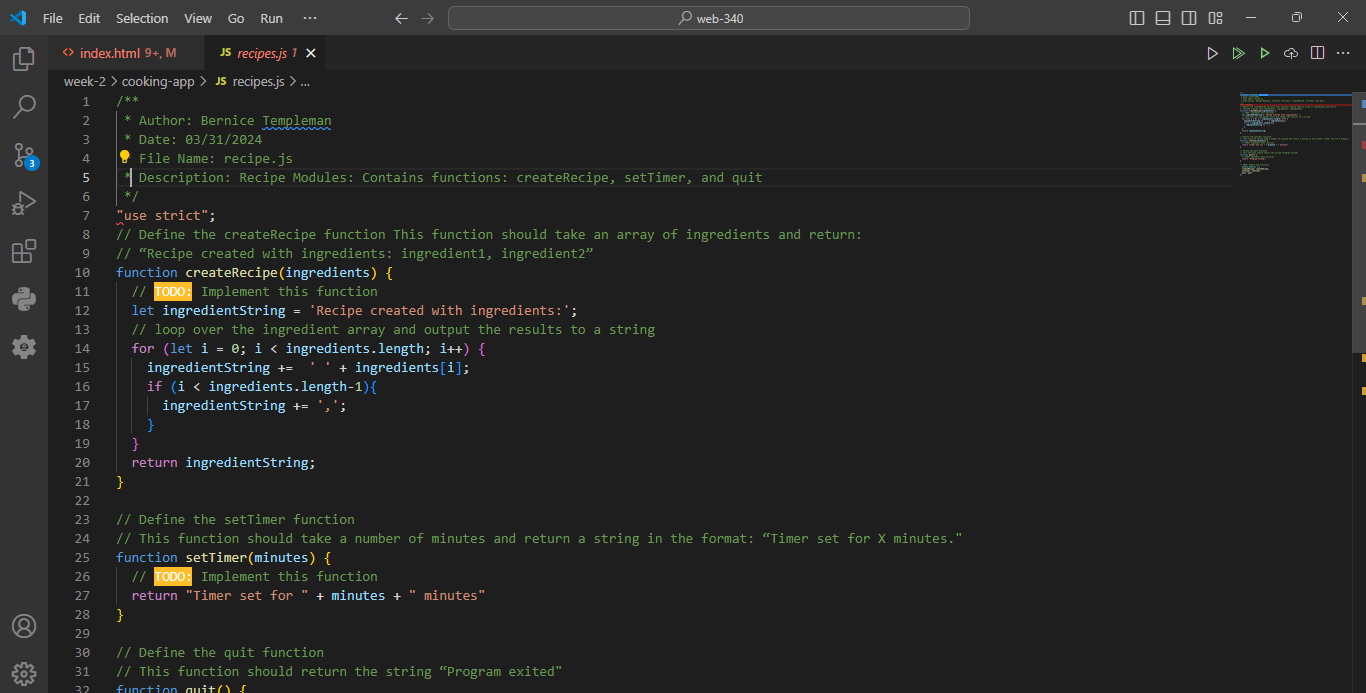 File Edit Selection View Go Run ··· web-340
index.html 9+, M JS recipes.js 1
week-2 > cooking-app > JS recipes.js > ...
1 /**
2 * Author: Bernice Templeman
3 * Date: 03/31/2024
4 File Name: recipe.js
5 * Description: Recipe Modules: Contains functions: createRecipe, setTimer, and quit
6 */
7 "use strict";
8 // Define the createRecipe function This function should take an array of ingredients and return:
9 // “Recipe created with ingredients: ingredient1, ingredient2”
10 function createRecipe(ingredients) {
11 // TODO: Implement this function
12 let ingredientString = 'Recipe created with ingredients:';
13 // loop over the ingredient array and output the results to a string
14 for (let i = 0; i < ingredients.length; i++) {
15 ingredientString += ' ' + ingredients[i];
16 if (i < ingredients.length-1){
17 ingredientString += ',';
18 }
19 }
20 return ingredientString;
21 }
22
23 // Define the setTimer function
24 // This function should take a number of minutes and return a string in the format: “Timer set for X minutes."
25 function setTimer(minutes) {
26 // TODO: Implement this function
27 return "Timer set for " + minutes + " minutes"
28 }
29
30 // Define the quit function
31 // This function should return the string “Program exited"
32 function quit() {
3